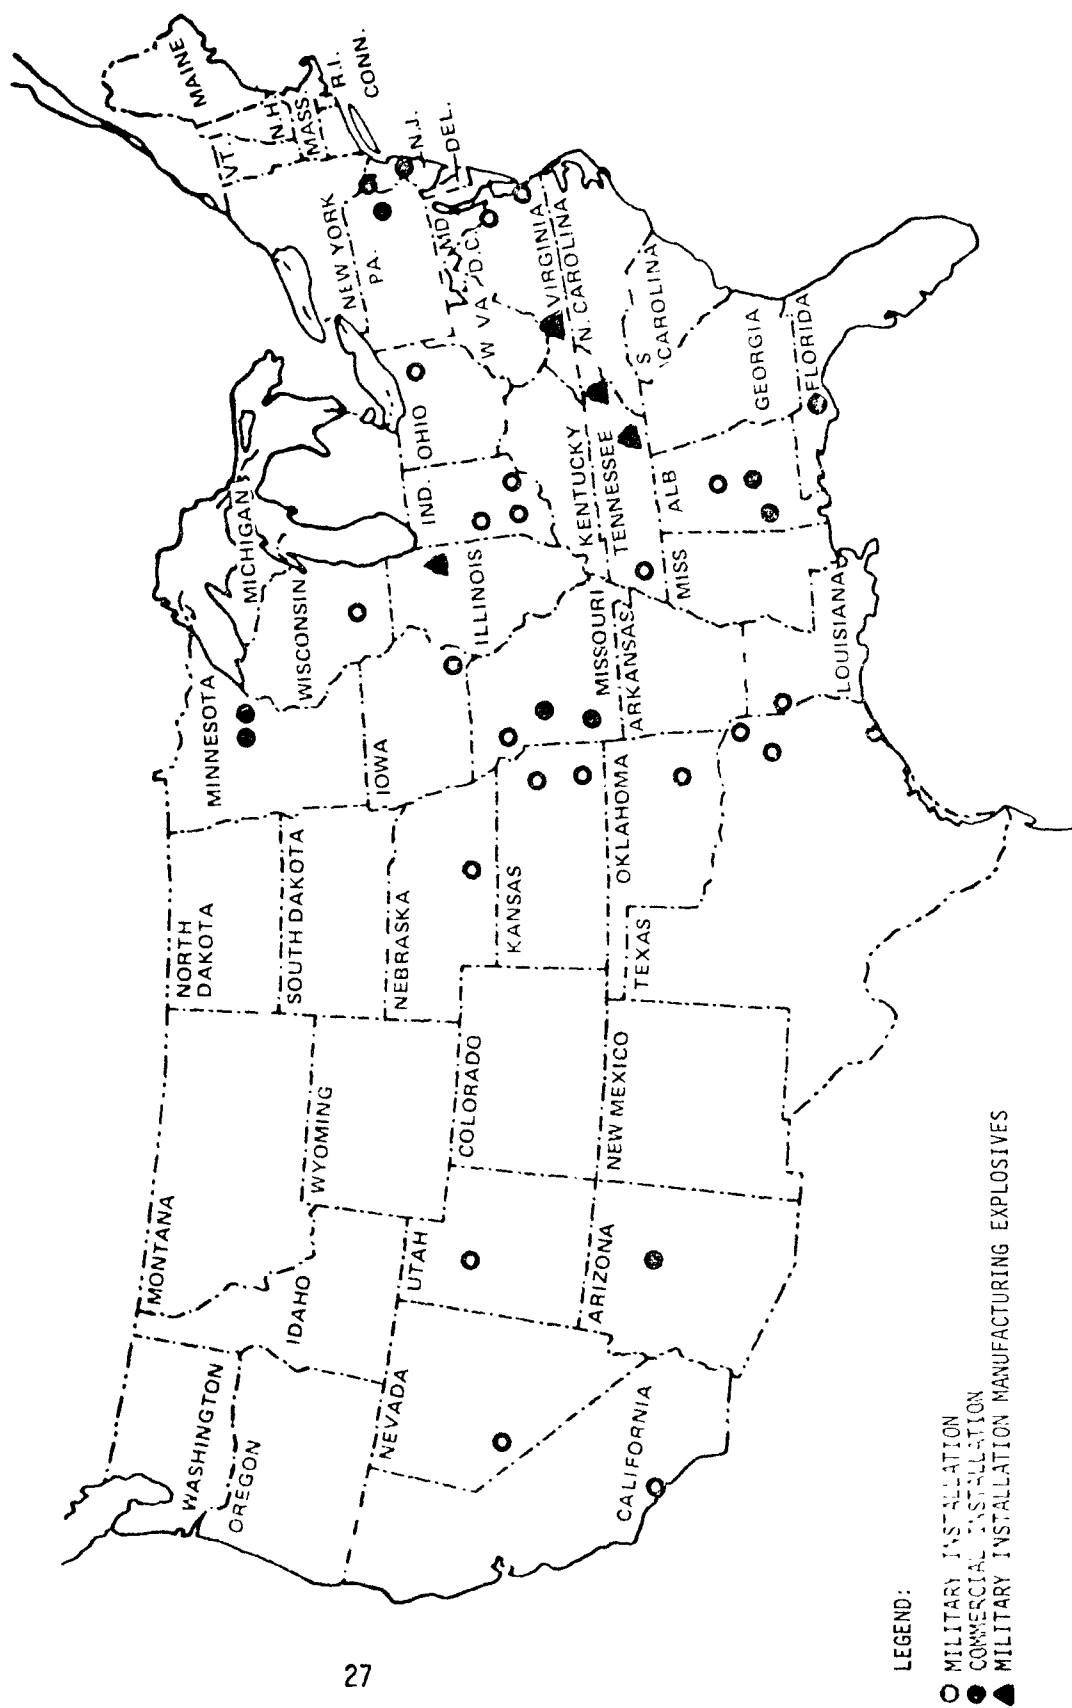 WASHINGTON
OREGON
CALIFORNIA
NEVADA
IDAHO
MONTANA
WYOMING
UTAH
ARIZONA
COLORADO
NEW MEXICO
NORTH
DAKOTA
SOUTH DAKOTA
NEBRASKA
KANSAS
OKLAHOMA
TEXAS
MINNESOTA
IOWA
MISSOURI
ARKANSAS
LOUISIANA
WISCONSIN
ILLINOIS
MICHIGAN
IND.
OHIO
KENTUCKY
TENNESSEE
MISS
ALB
GEORGIA
FLORIDA
S
CAROLINA
N. CAROLINA
VIRGINIA
W VA
D.C.
MD
DEL.
N.J.
PA.
NEW YORK
CONN.
R.I.
MASS.
N.H.
VT.
MAINE
LEGEND:
MILITARY INSTALLATION
COMMERCIAL INSTALLATION
MILITARY INSTALLATION MANUFACTURING EXPLOSIVES
27